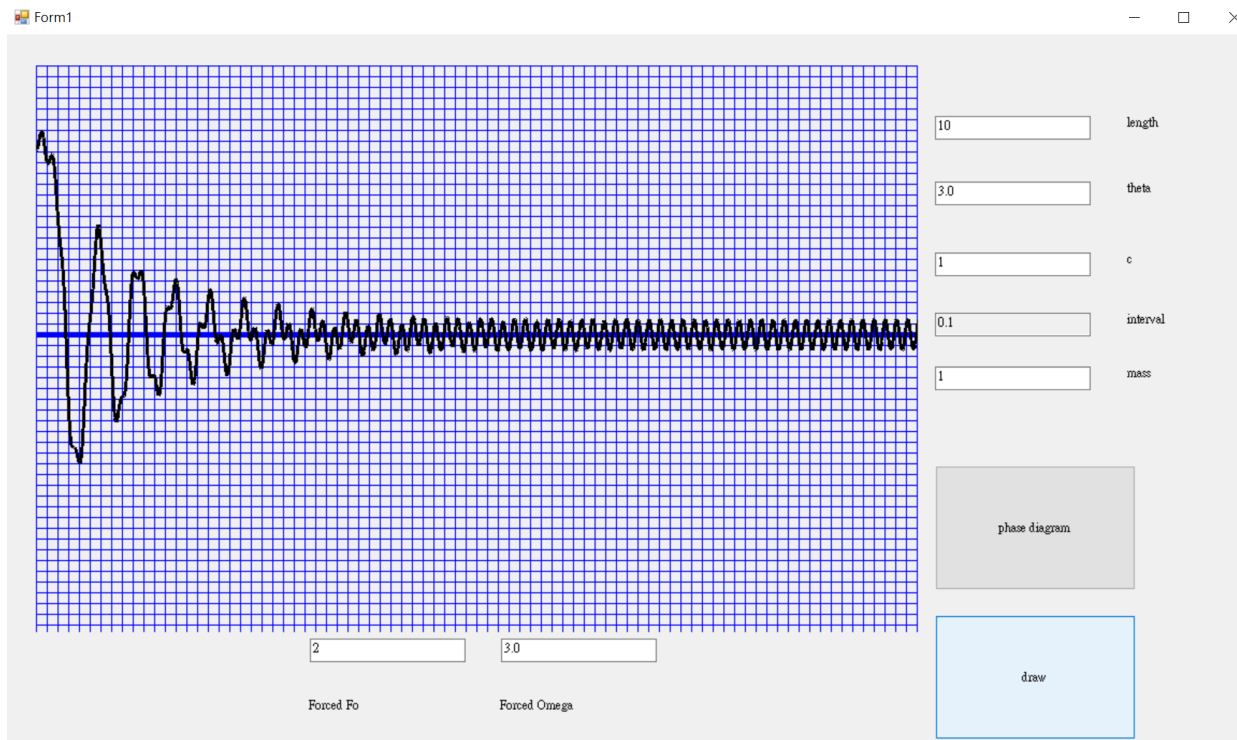 Form1
10
length
3.0
theta
1
c
0.1
interval
1
mass
phase diagram
draw
2
3.0
Forced Fo
Forced Omega